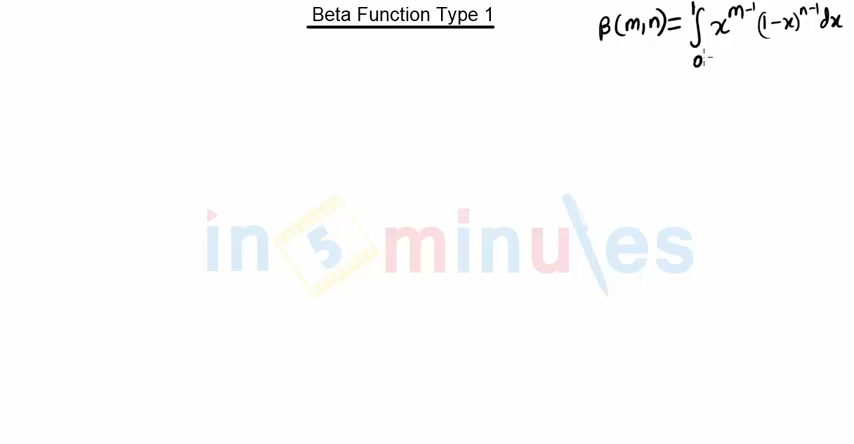 Beta Function Type 1
β(m,n)=∫₀¹ x^{m-1} (1-x)^{n-1} dx
in 5 minutes